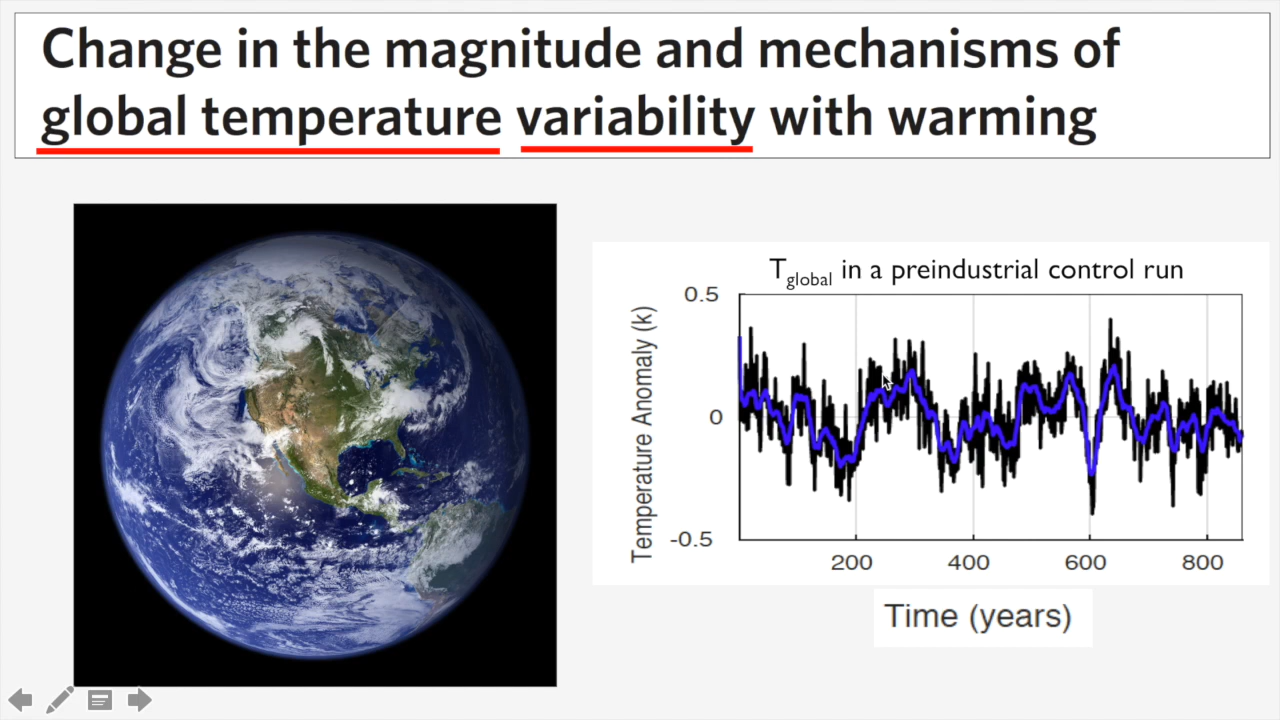 Change in the magnitude and mechanisms of
global temperature variability with warming
Tglobal in a preindustrial control run
Temperature Anomaly (k)
0.5
0
-0.5
200 400 600 800
Time (years)